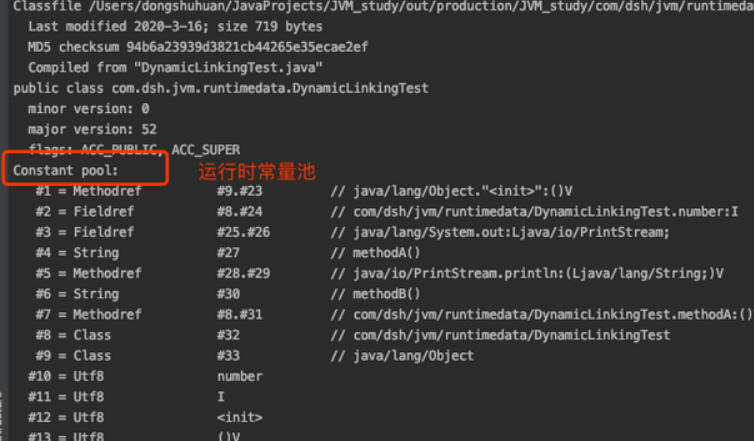 Classfile /Users/dongshuhuan/JavaProjects/JVM_study/out/production/JVM_study/com/dsh/jvm/runtimeda
Last modified 2020-3-16; size 719 bytes
MD5 checksum 94b6a23939d3821cb44265e35ecae2ef
Compiled from "DynamicLinkingTest.java"
public class com.dsh.jvm.runtimedata.DynamicLinkingTest
minor version: 0
major version: 52
flags: ACC_PUBLIC, ACC_SUPER
Constant pool: 运行时常量池
#1 = Methodref #9.#23 // java/lang/Object."<init>":()V
#2 = Fieldref #8.#24 // com/dsh/jvm/runtimedata/DynamicLinkingTest.number:I
#3 = Fieldref #25.#26 // java/lang/System.out:Ljava/io/PrintStream;
#4 = String #27 // methodA()
#5 = Methodref #28.#29 // java/io/PrintStream.println:(Ljava/lang/String;)V
#6 = String #30 // methodB()
#7 = Methodref #8.#31 // com/dsh/jvm/runtimedata/DynamicLinkingTest.methodA:()
#8 = Class #32 // com/dsh/jvm/runtimedata/DynamicLinkingTest
#9 = Class #33 // java/lang/Object
#10 = Utf8 number
#11 = Utf8 I
#12 = Utf8 <init>
#13 = Utf8 ()V